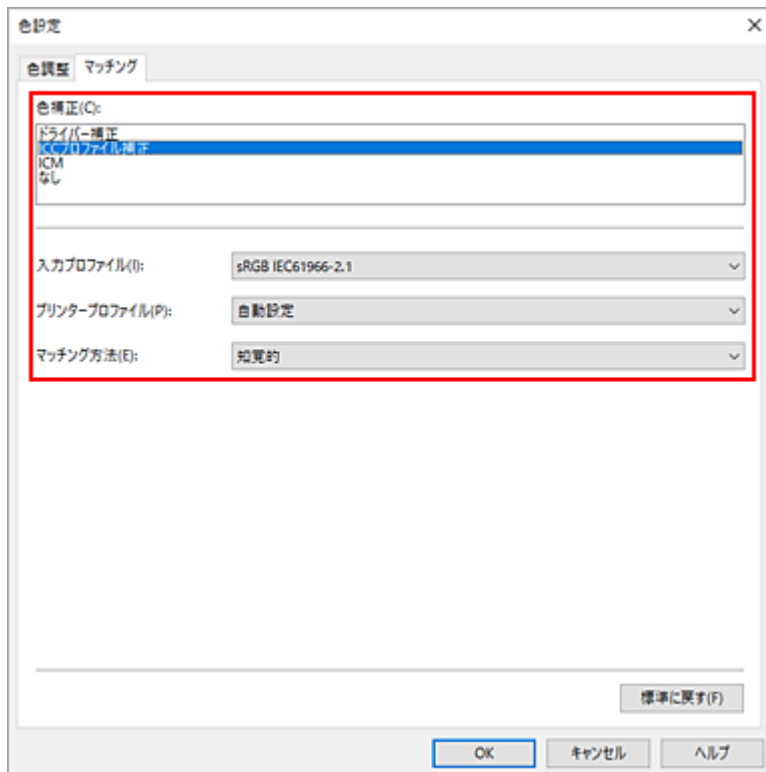 色設定
色調整 マッチング
色補正(C):
ドライバー補正
ICCプロファイル補正
ICM
なし
入力プロファイル(I): sRGB IEC61966-2.1
プリンタープロファイル(P): 自動設定
マッチング方法(E): 知覚的
標準に戻す(F)
OK キャンセル ヘルプ